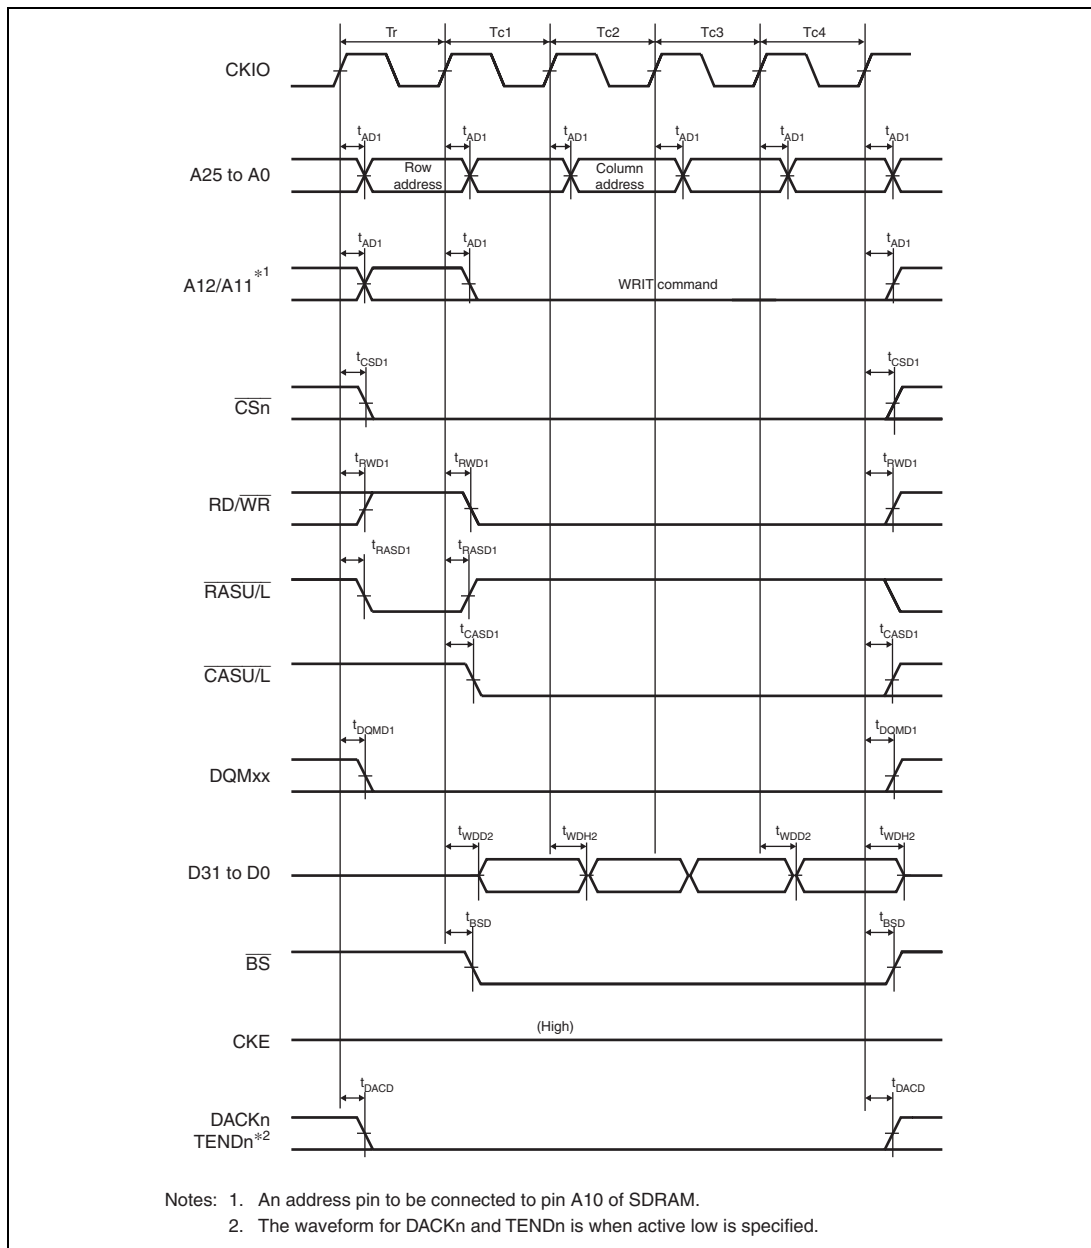 Tr Tc1 Tc2 Tc3 Tc4
CKIO
tAD1 tAD1 tAD1 tAD1 tAD1 tAD1
A25 to A0
Row address
Column address
tAD1 tAD1 tAD1
A12/A11*1
WRIT command
tCSD1 tCSD1
CSn
tRWD1 tRWD1 tRWD1
RD/WR
tRASD1 tRASD1
RASU/L
tCASD1 tCASD1
CASU/L
tDQMD1 tDQMD1
DQMxx
tWDD2 tWDH2 tWDD2 tWDH2
D31 to D0
tBSD tBSD
BS
(High)
CKE
tDACD tDACD
DACKn
TENDn*2
Notes: 1. An address pin to be connected to pin A10 of SDRAM.
2. The waveform for DACKn and TENDn is when active low is specified.